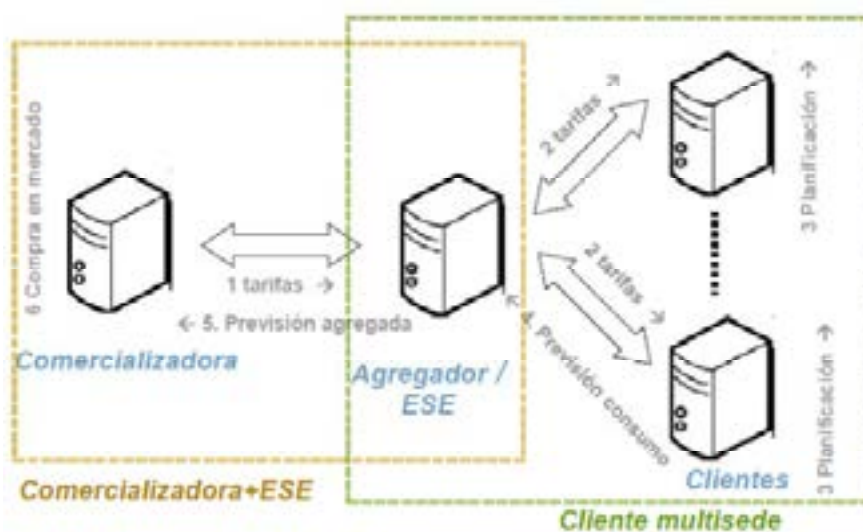 6 Compra en mercado
1 tarifas →
← 5. Previsión agregada
Comercializadora
Agregador /
ESE
Comercializadora+ESE
2 tarifas →
2 tarifas →
← 4. Previsión consumo
3 Planificación →
3 Planificación →
Clientes
Cliente multisede